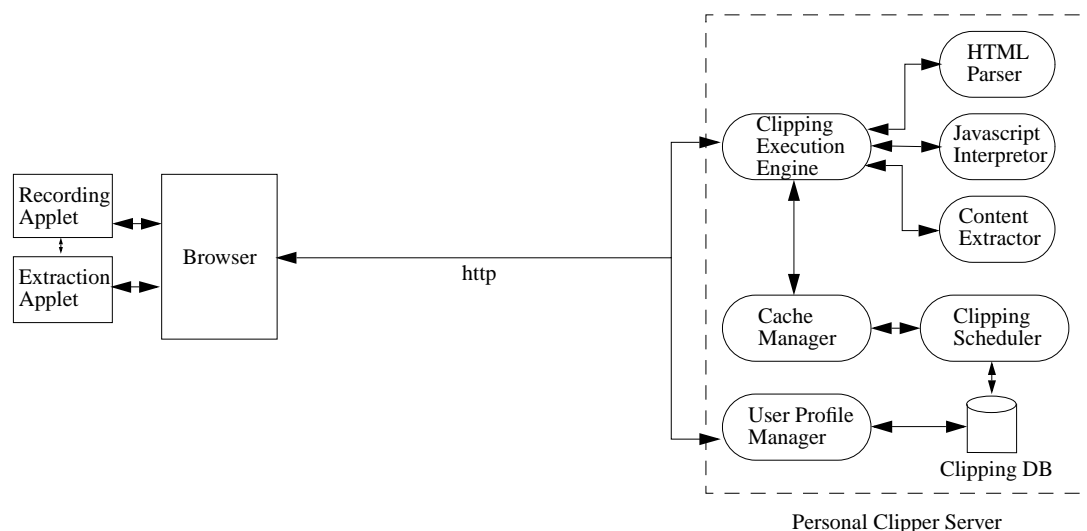 Recording
Applet
Extraction
Applet
Browser
http
Clipping
Execution
Engine
HTML
Parser
Javascript
Interpretor
Content
Extractor
Cache
Manager
Clipping
Scheduler
User Profile
Manager
Clipping DB
Personal Clipper Server